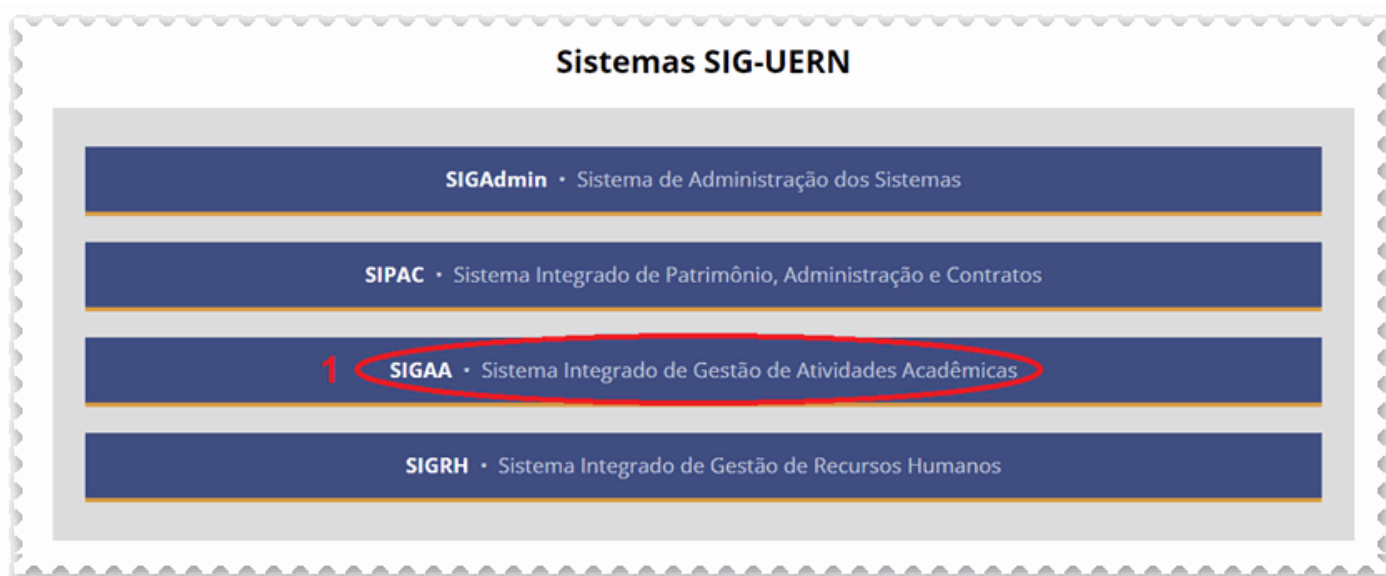 Sistemas SIG-UERN
SIGAdmin • Sistema de Administração dos Sistemas
SIPAC • Sistema Integrado de Patrimônio, Administração e Contratos
1 SIGAA • Sistema Integrado de Gestão de Atividades Acadêmicas
SIGRH • Sistema Integrado de Gestão de Recursos Humanos